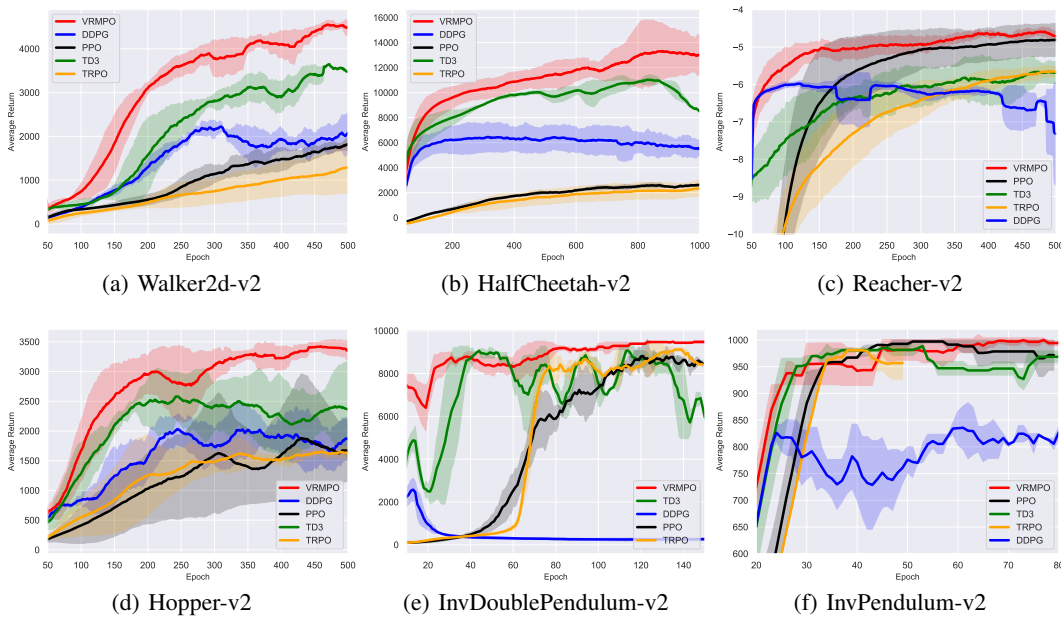 VRMPO
DDPG
PPO
TD3
TRPO
4000
3000
2000
1000
0
Average Return
50 100 150 200 250 300 350 400 450 500
Epoch
(a) Walker2d-v2
VRMPO
DDPG
PPO
TD3
TRPO
16000
14000
12000
10000
8000
6000
4000
2000
0
Average Return
200 400 600 800 1000
Epoch
(b) HalfCheetah-v2
VRMPO
PPO
TD3
TRPO
DDPG
−4
−5
−6
−7
−8
−9
−10
Average Return
50 100 150 200 250 300 350 400 450 500
Epoch
(c) Reacher-v2
3500
3000
2500
2000
1500
1000
500
0
Average Return
VRMPO
DDPG
PPO
TD3
TRPO
50 100 150 200 250 300 350 400 450 500
Epoch
(d) Hopper-v2
10000
8000
6000
4000
2000
0
Average Return
VRMPO
TD3
DDPG
PPO
TRPO
20 40 60 80 100 120 140
Epoch
(e) InvDoublePendulum-v2
1000
950
900
850
800
750
700
650
600
Average Return
VRMPO
PPO
TD3
TRPO
DDPG
20 30 40 50 60 70 80
Epoch
(f) InvPendulum-v2